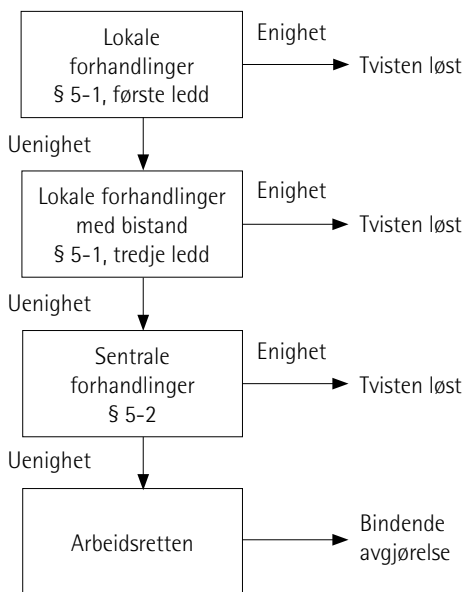 Lokale
forhandlinger
§ 5-1, første ledd
Enighet
Tvisten løst
Uenighet
Lokale forhandlinger
med bistand
§ 5-1, tredje ledd
Enighet
Tvisten løst
Uenighet
Sentrale
forhandlinger
§ 5-2
Enighet
Tvisten løst
Uenighet
Arbeidsretten
Bindende
avgjørelse